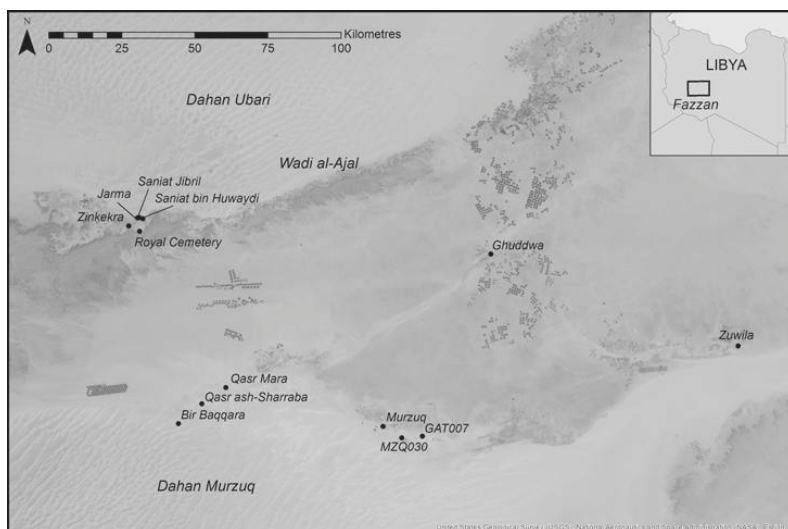 N
Kilometres
0 25 50 100
LIBYA
Fazzan
Dahan Ubari
Wadi al-Ajal
Saniat Jibril
Jarma
Saniat bin Huwaydi
Zinkekra
Royal Cemetery
Ghuddwa
Zuwila
Qasr Mara
Qasr ash-Sharraba
Bir Baqqara
Murzuq
GAT007
MZQ030
Dahan Murzuq